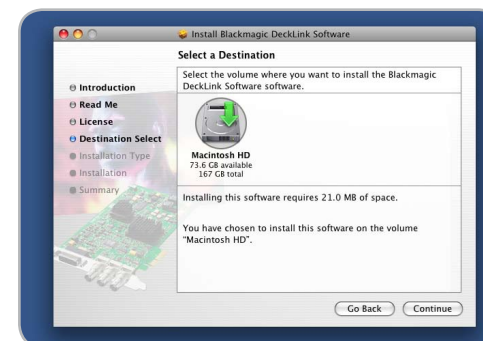 Install Blackmagic DeckLink Software
Select a Destination
Introduction
Read Me
License
Destination Select
Installation Type
Installation
Summary
Select the volume where you want to install the Blackmagic
DeckLink Software software.
Macintosh HD
73.6 GB available
167 GB total
Installing this software requires 21.0 MB of space.
You have chosen to install this software on the volume
"Macintosh HD".
Go Back
Continue